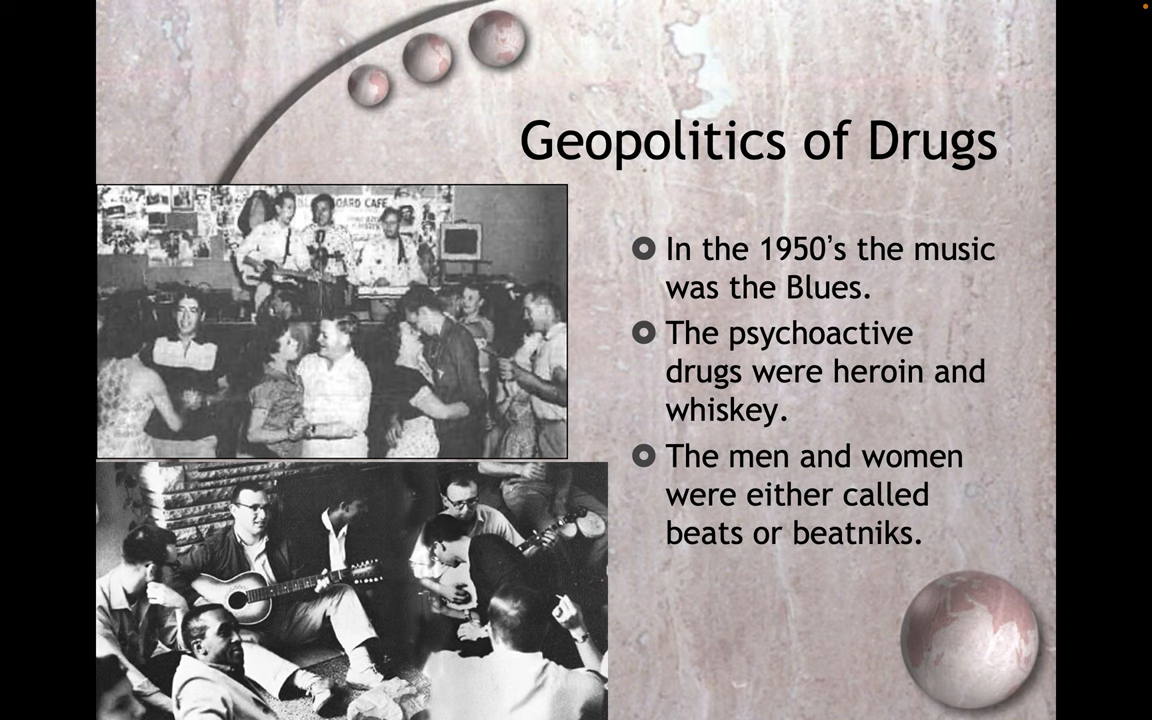 Geopolitics of Drugs
In the 1950’s the music
was the Blues.
The psychoactive
drugs were heroin and
whiskey.
The men and women
were either called
beats or beatniks.
CAFE